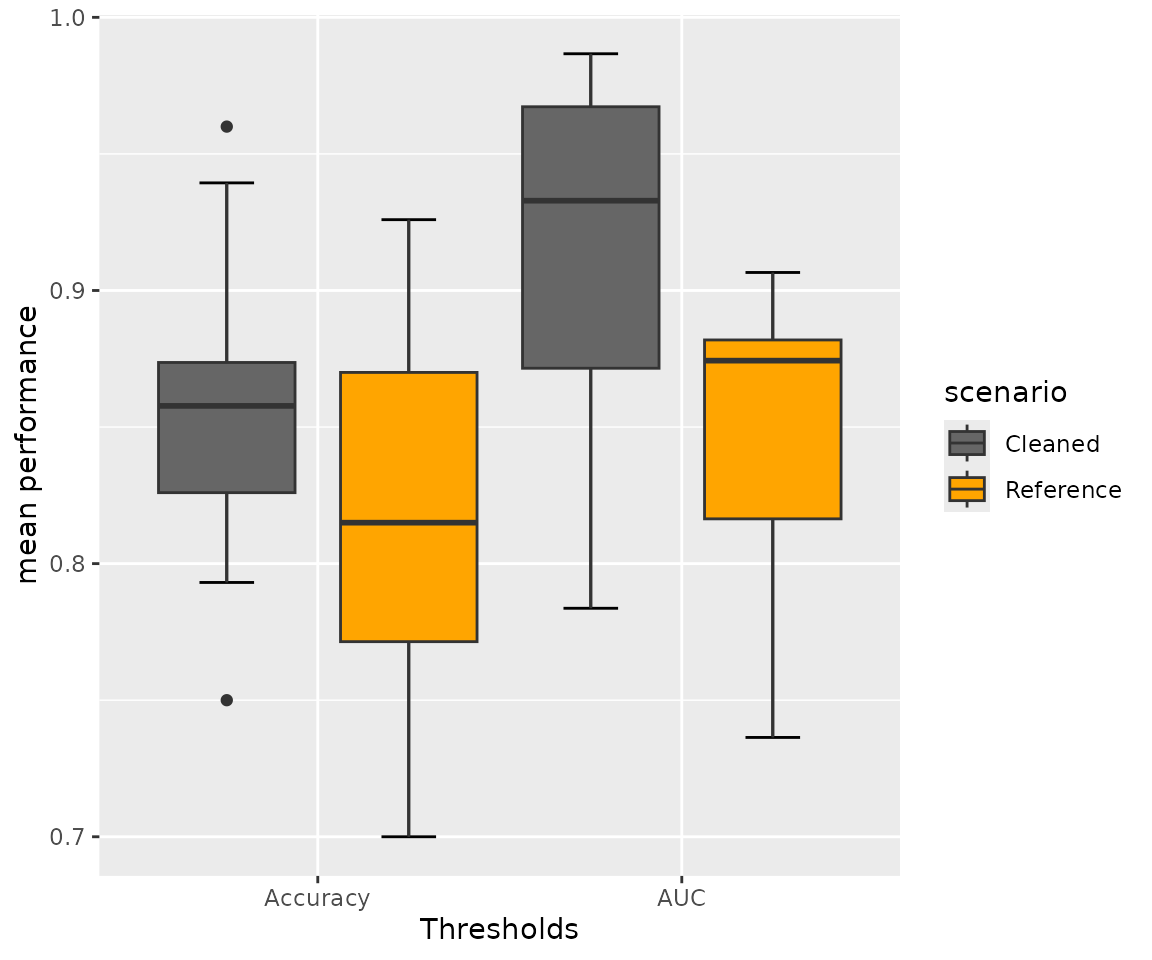 1.0
0.9
0.8
0.7
mean performance
Accuracy
AUC
Thresholds
scenario
Cleaned
Reference